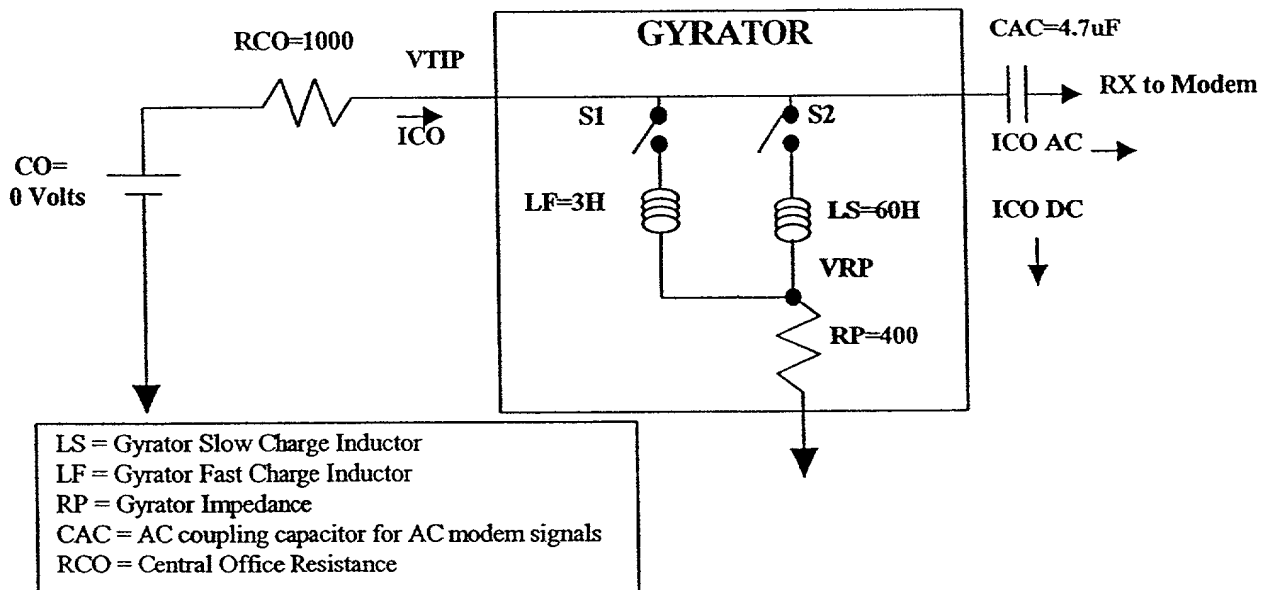 GYRATOR
RCO=1000
VTIP
CAC=4.7uF
RX to Modem
ICO
S1
S2
ICO AC
CO=
0 Volts
LF=3H
LS=60H
ICO DC
VRP
RP=400
LS = Gyrator Slow Charge Inductor
LF = Gyrator Fast Charge Inductor
RP = Gyrator Impedance
CAC = AC coupling capacitor for AC modem signals
RCO = Central Office Resistance